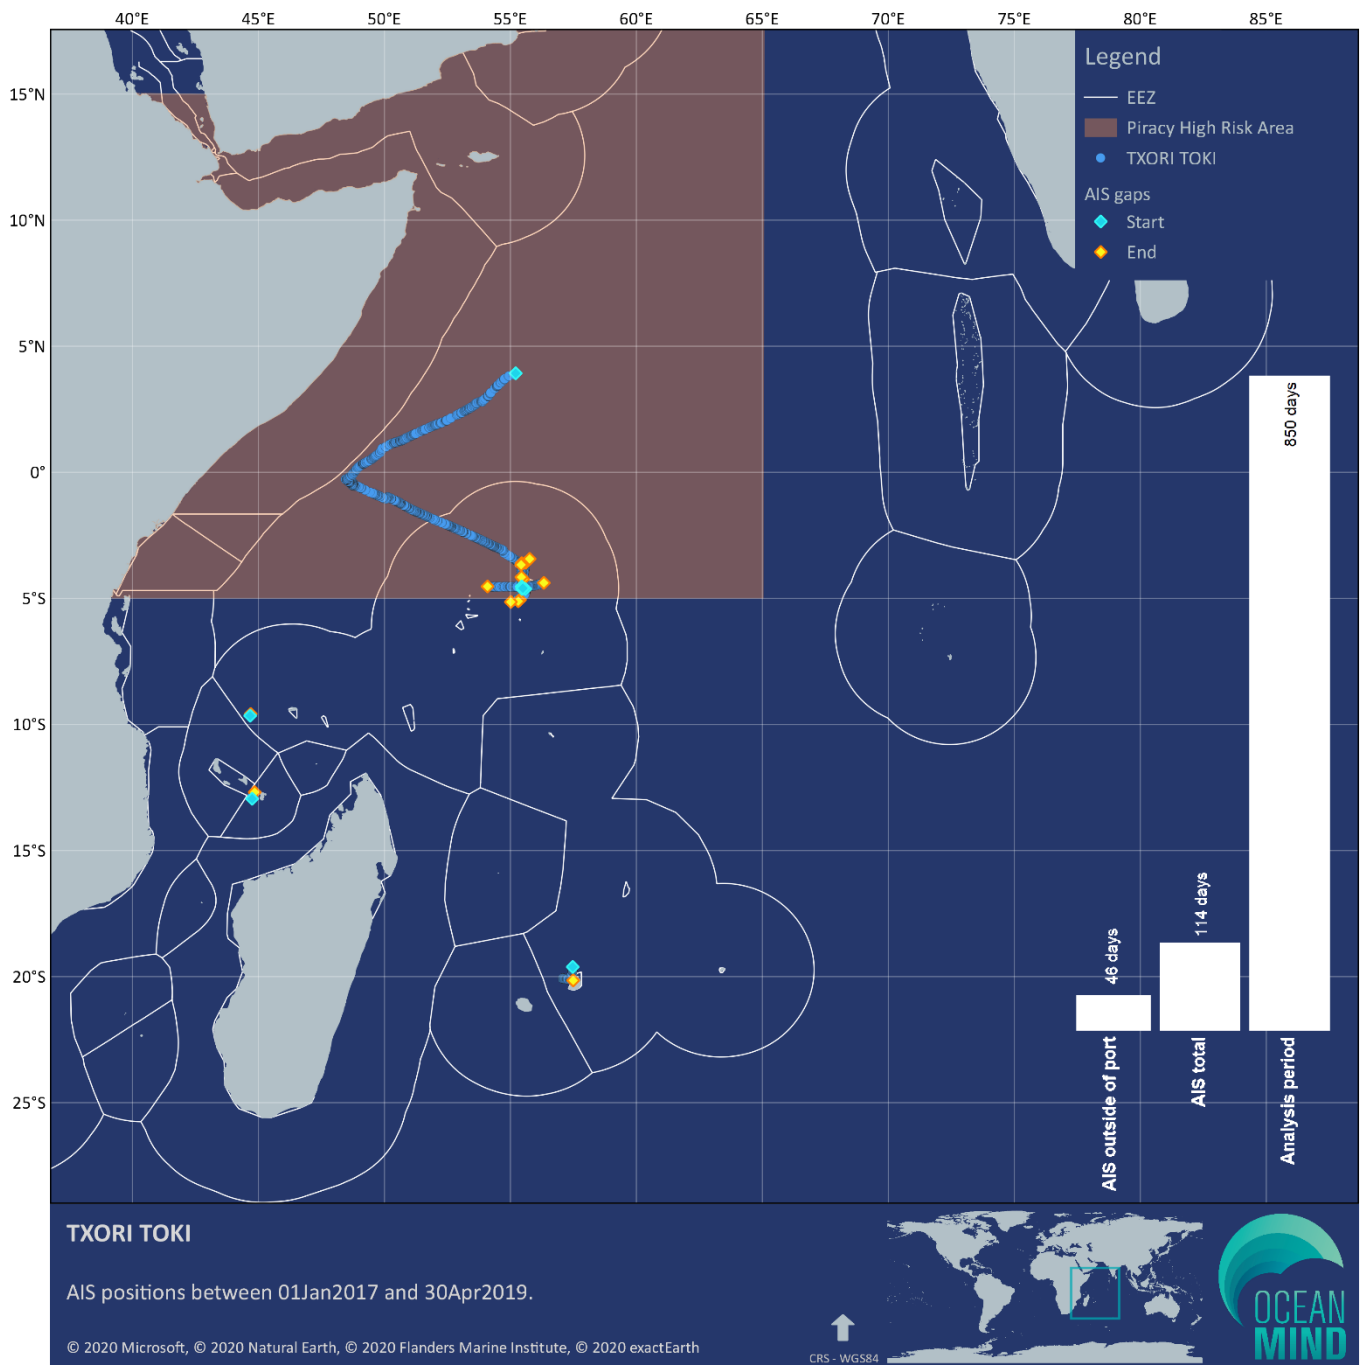 40°E 45°E 50°E 55°E 60°E 65°E 70°E 75°E 80°E 85°E
Legend
15°N
EEZ
Piracy High Risk Area
TXORI TOKI
AIS gaps
10°N
Start
End
5°N
850 days
0°
5°S
10°S
15°S
114 days
46 days
20°S
25°S
AIS outside of port
AIS total
Analysis period
TXORI TOKI
AIS positions between 01Jan2017 and 30Apr2019.
© 2020 Microsoft, © 2020 Natural Earth, © 2020 Flanders Marine Institute, © 2020 exactEarth
CRS - WGS84
OCEAN
MIND